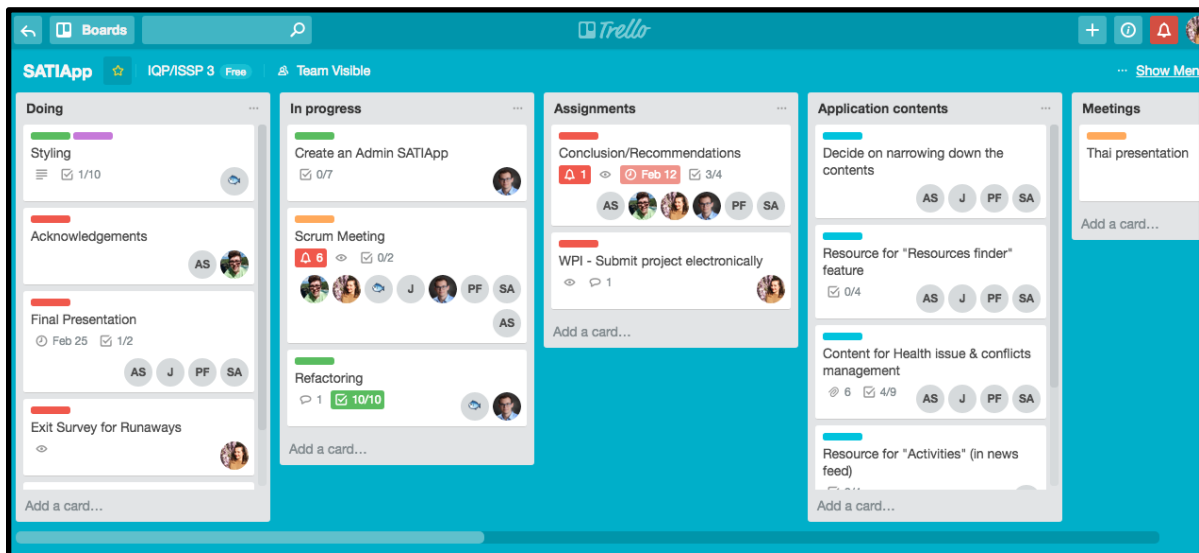 Boards
Trello
SATIApp
IQP/ISSP 3 Free
Team Visible
... Show Men
Doing
Styling
1/10
Acknowledgements
AS
Final Presentation
Feb 25 1/2
AS J PF SA
Exit Survey for Runaways
Add a card...
In progress
Create an Admin SATIApp
0/7
Scrum Meeting
6 0/2
J PF SA
AS
Refactoring
1 10/10
Add a card...
Assignments
Conclusion/Recommendations
1 Feb 12 3/4
AS PF SA
WPI - Submit project electronically
1
Add a card...
Application contents
Decide on narrowing down the
contents
AS J PF SA
Resource for "Resources finder"
feature
0/4
AS J PF SA
Content for Health issue & conflicts
management
6 4/9
AS J PF SA
Resource for "Activities" (in news
feed)
Add a card...
Meetings
Thai presentation
Add a card...